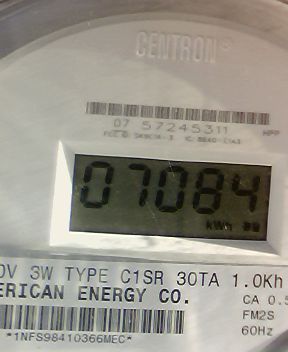 CENTRON®
07 57245311 HPP
07084
kWh
0V 3W TYPE C1SR 30TA 1.0Kh
ERICAN ENERGY CO. CA 0.5
FM2S
*1NFS98410366MEC* 60Hz